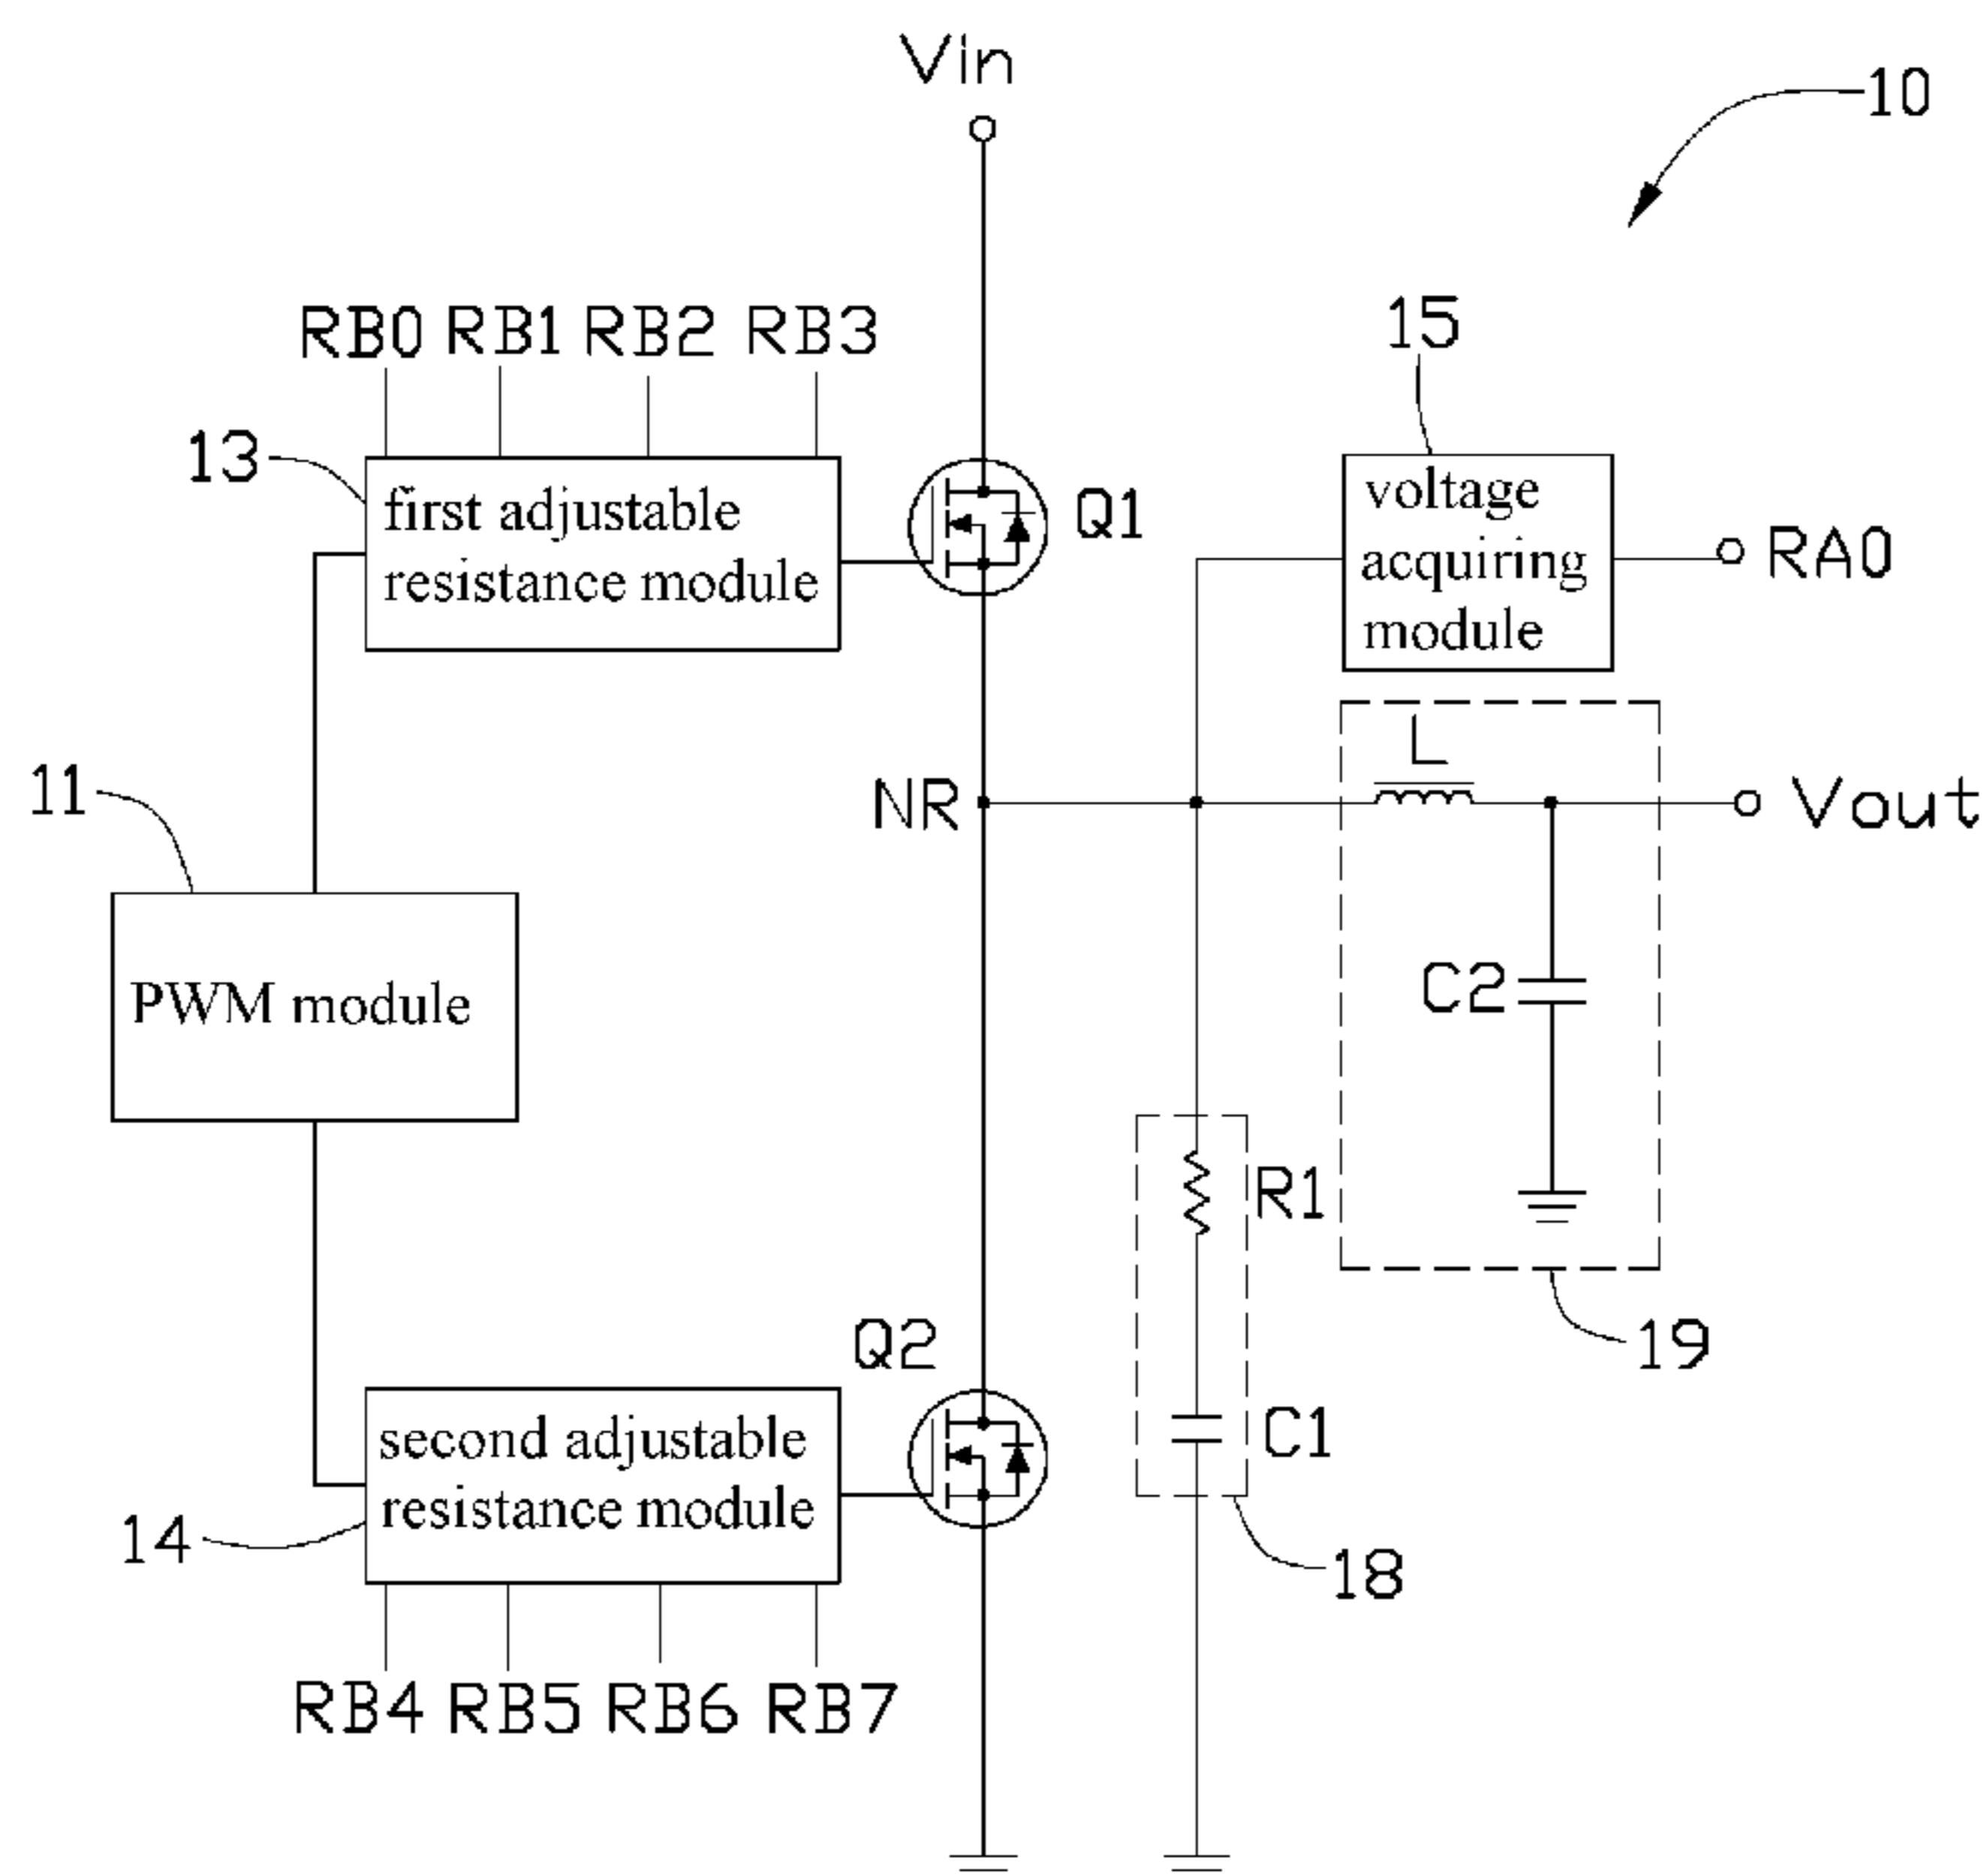 Vin
10
RB0 RB1 RB2 RB3
15
13
first adjustable
resistance module
Q1
voltage
acquiring
module
RA0
L
11
NR
Vout
PWM module
C2
R1
Q2
19
second adjustable
resistance module
C1
14
18
RB4 RB5 RB6 RB7